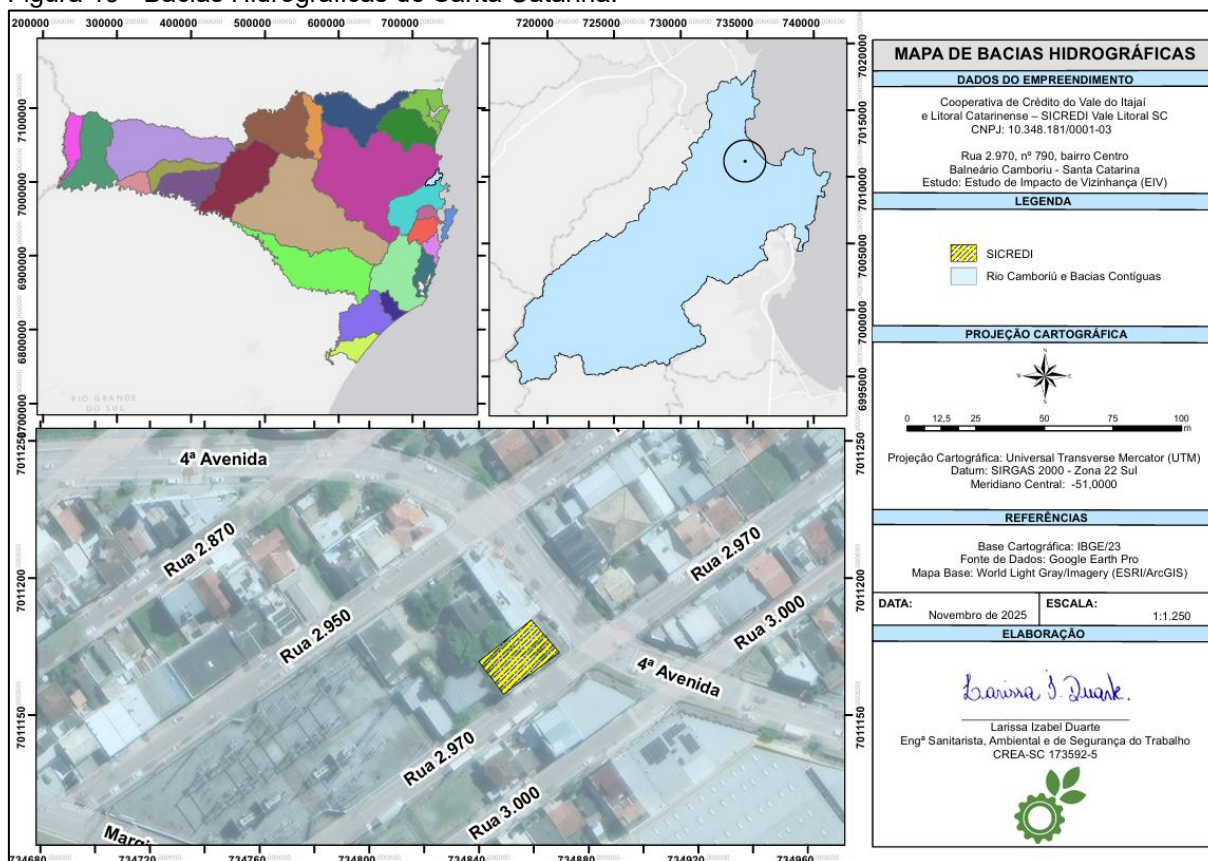 Figura 10 - Bacias Hidrográficas de Santa Catarina.
200000 300000 400000 500000 600000 700000
7100000
7000000
6900000
6800000
RIO GRANDE
DO SUL
720000 725000 730000 735000 740000
7020000
7015000
7010000
7005000
7000000
6995000
7011250
7011200
7011150
7011250
7011200
7011150
4ª Avenida
Rua 2.870
Rua 2.950
Rua 2.970
Rua 3.000
4ª Avenida
Rua 2.970
Rua 3.000
Margi
734680 734720 734760 734800 734840 734880 734920 734960
MAPA DE BACIAS HIDROGRÁFICAS
DADOS DO EMPREENDIMENTO
Cooperativa de Crédito do Vale do Itajaí
e Litoral Catarinense – SICREDI Vale Litoral SC
CNPJ: 10.348.181/0001-03
Rua 2.970, nº 790, bairro Centro
Balneário Camboriu - Santa Catarina
Estudo: Estudo de Impacto de Vizinhança (EIV)
LEGENDA
SICREDI
Rio Camboriú e Bacias Contíguas
PROJEÇÃO CARTOGRÁFICA
N
W E
S
0 12,5 25 50 75 100
m
Projeção Cartográfica: Universal Transverse Mercator (UTM)
Datum: SIRGAS 2000 - Zona 22 Sul
Meridiano Central: -51,0000
REFERÊNCIAS
Base Cartográfica: IBGE/23
Fonte de Dados: Google Earth Pro
Mapa Base: World Light Gray/Imagery (ESRI/ArcGIS)
DATA: Novembro de 2025 ESCALA: 1:1.250
ELABORAÇÃO
Larissa I. Duarte.
Larissa Izabel Duarte
Engª Sanitarista, Ambiental e de Segurança do Trabalho
CREA-SC 173592-5